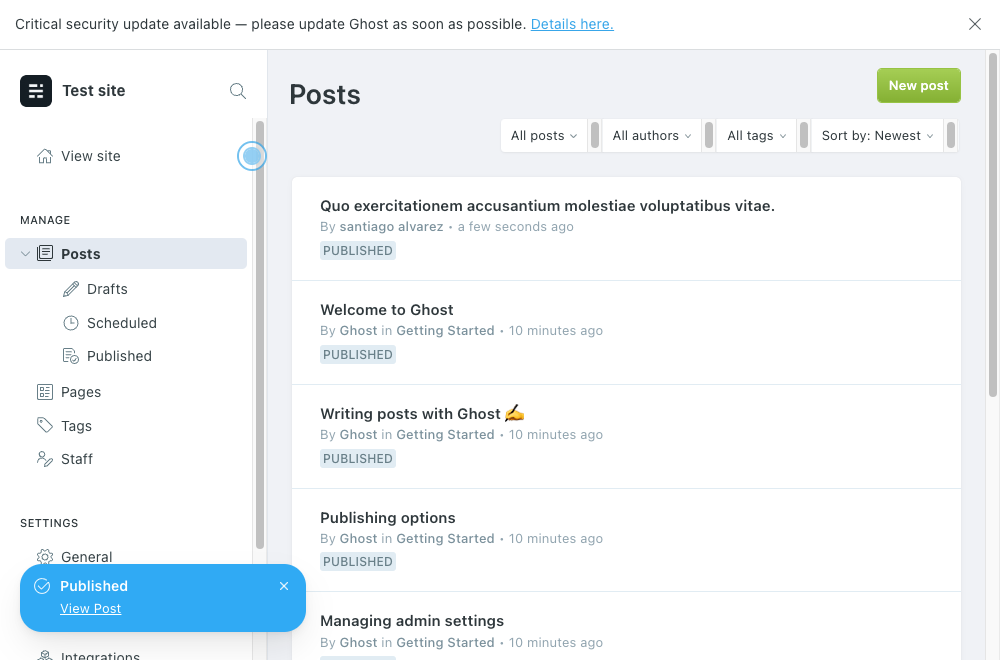 Critical security update available — please update Ghost as soon as possible. Details here.
Test site
View site
MANAGE
Posts
Drafts
Scheduled
Published
Pages
Tags
Staff
SETTINGS
General
Integrations
Published
View Post
Posts
New post
All posts
All authors
All tags
Sort by: Newest
Quo exercitationem accusantium molestiae voluptatibus vitae.
By santiago alvarez • a few seconds ago
PUBLISHED
Welcome to Ghost
By Ghost in Getting Started • 10 minutes ago
PUBLISHED
Writing posts with Ghost ✍️
By Ghost in Getting Started • 10 minutes ago
PUBLISHED
Publishing options
By Ghost in Getting Started • 10 minutes ago
PUBLISHED
Managing admin settings
By Ghost in Getting Started • 10 minutes ago